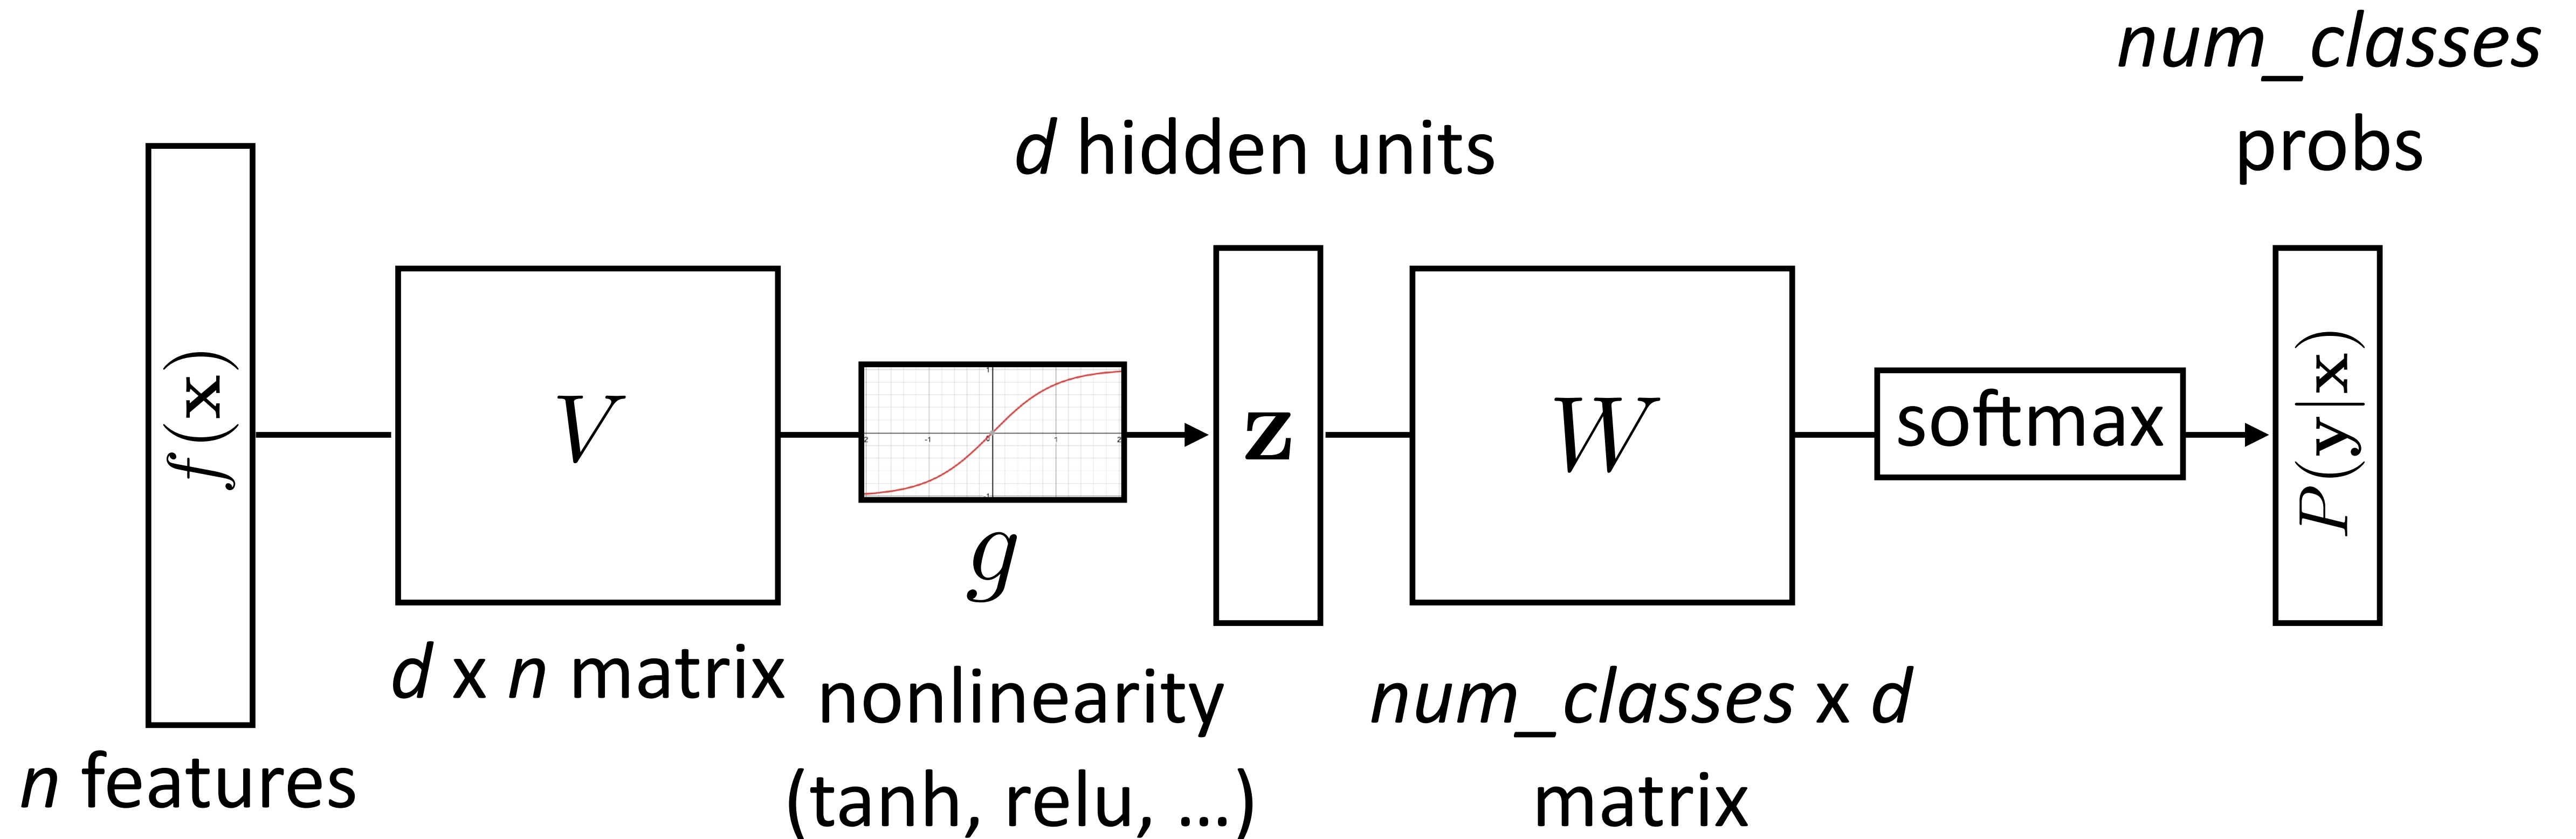 num_classes
probs
d hidden units
f(x)
V
g
z
W
softmax
P(y|x)
n features
d x n matrix
nonlinearity
(tanh, relu, …)
num_classes x d
matrix